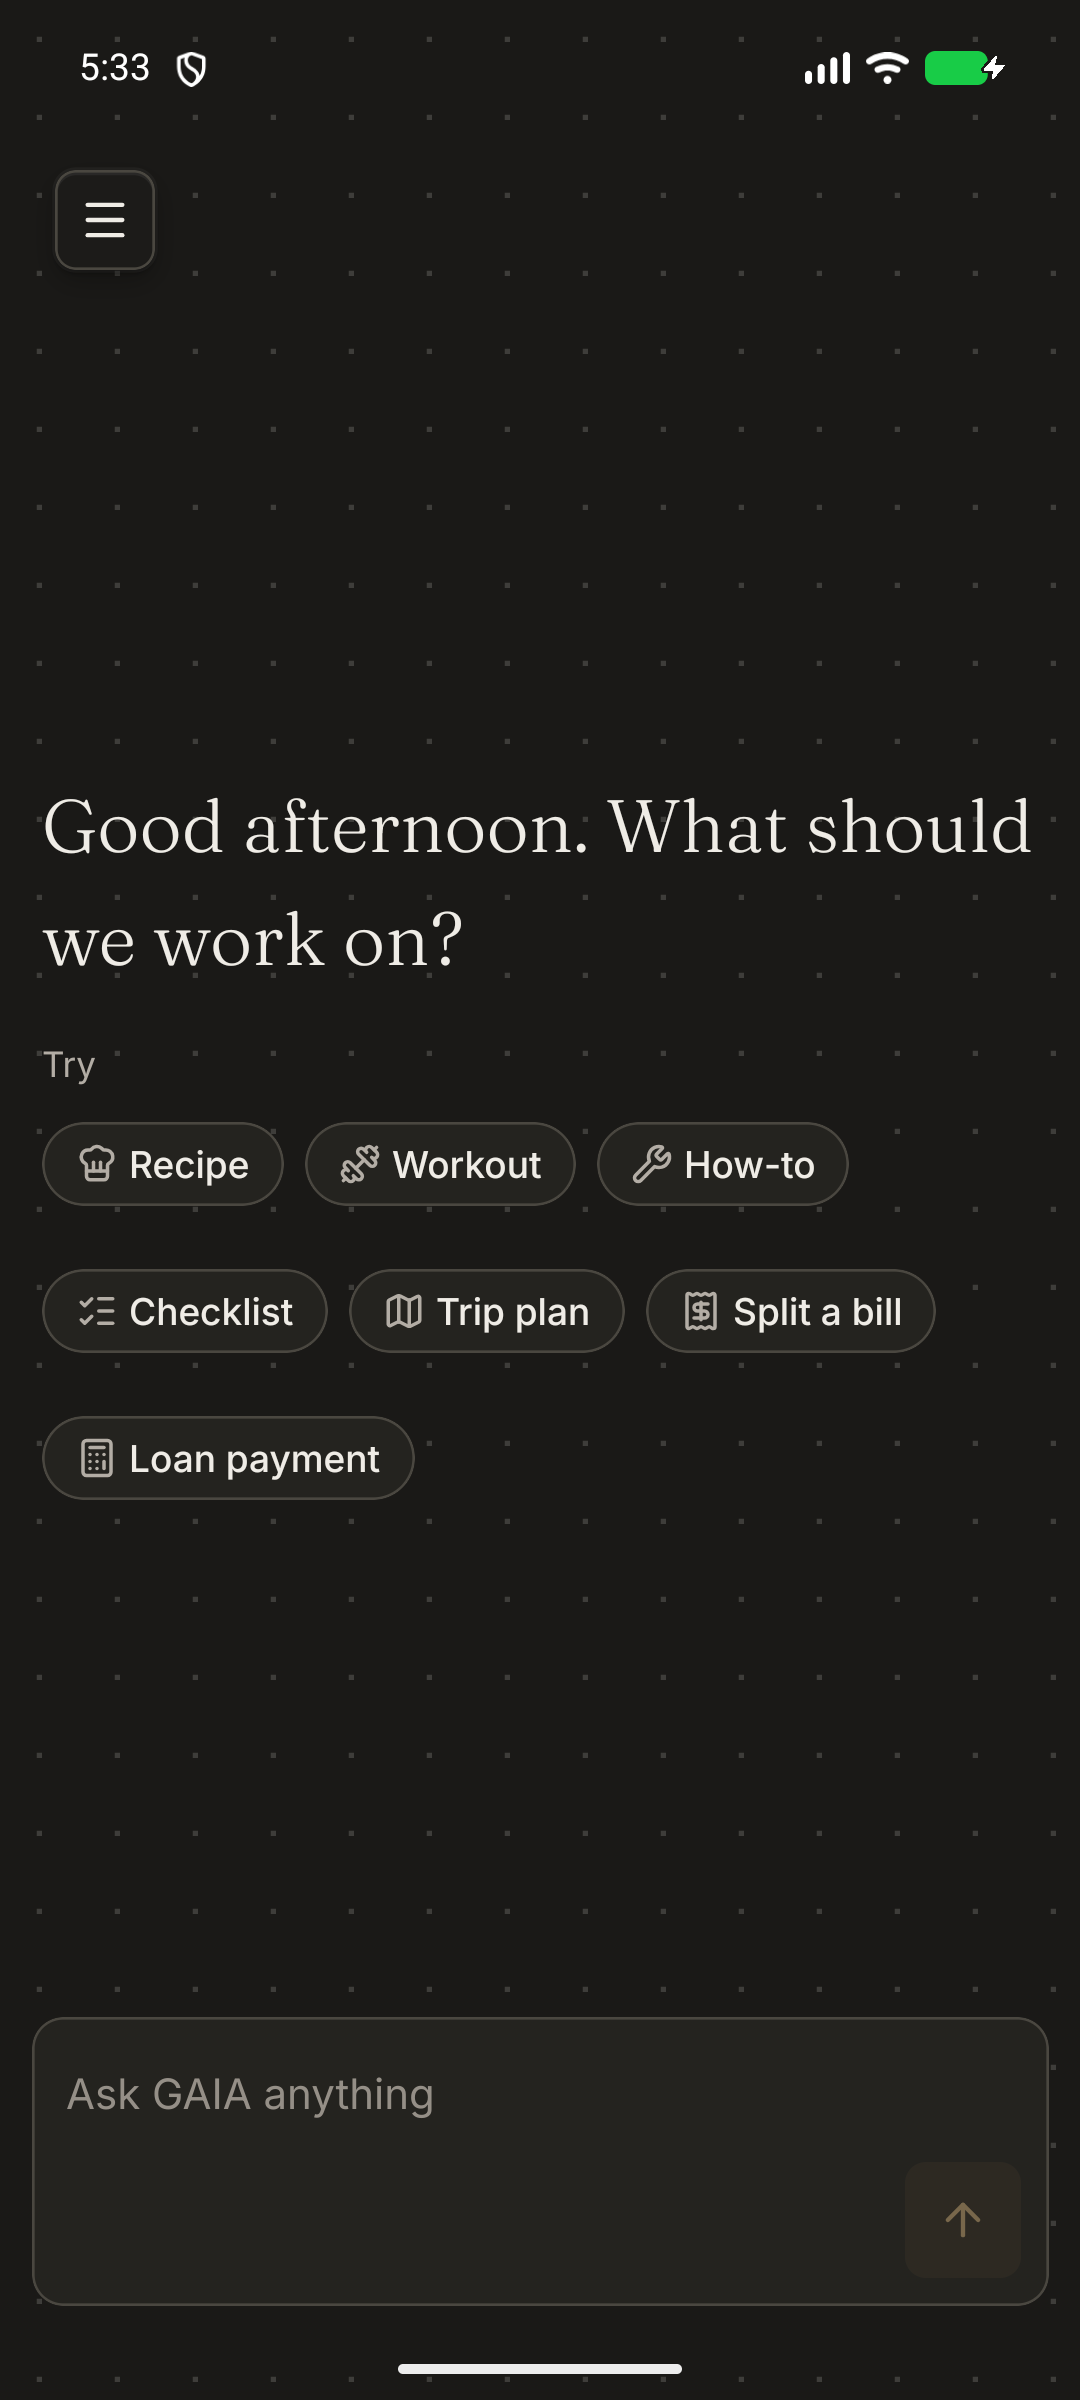 5:33
Good afternoon. What should
we work on?
Try
Recipe
Workout
How-to
Checklist
Trip plan
Split a bill
Loan payment
Ask GAIA anything